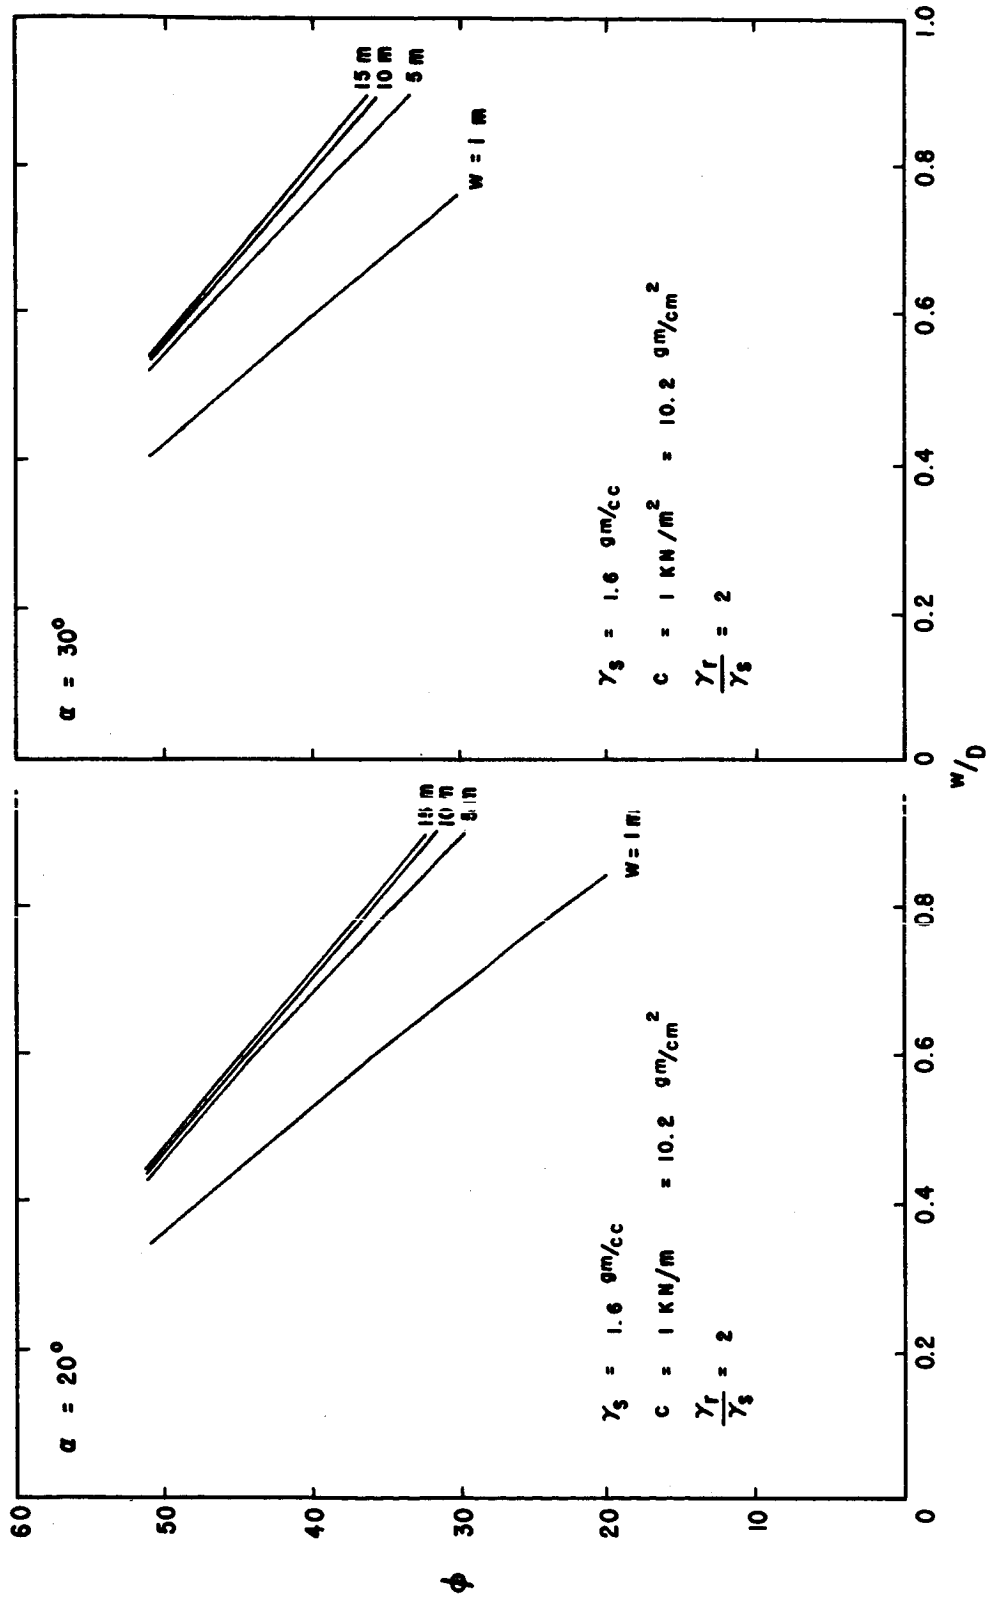 60
50
40
30
20
10
0
ϕ
α = 20°
15 m
10 m
5 m
W = 1 m
γs = 1.6 gm/cc
c = 1 KN/m = 10.2 gm/cm²
γr/γs = 2
0.2
0.4
0.6
0.8
α = 30°
15 m
10 m
5 m
W = 1 m
γs = 1.6 gm/cc
c = 1 KN/m² = 10.2 gm/cm²
γr/γs = 2
0
0.2
0.4
0.6
0.8
1.0
W/D